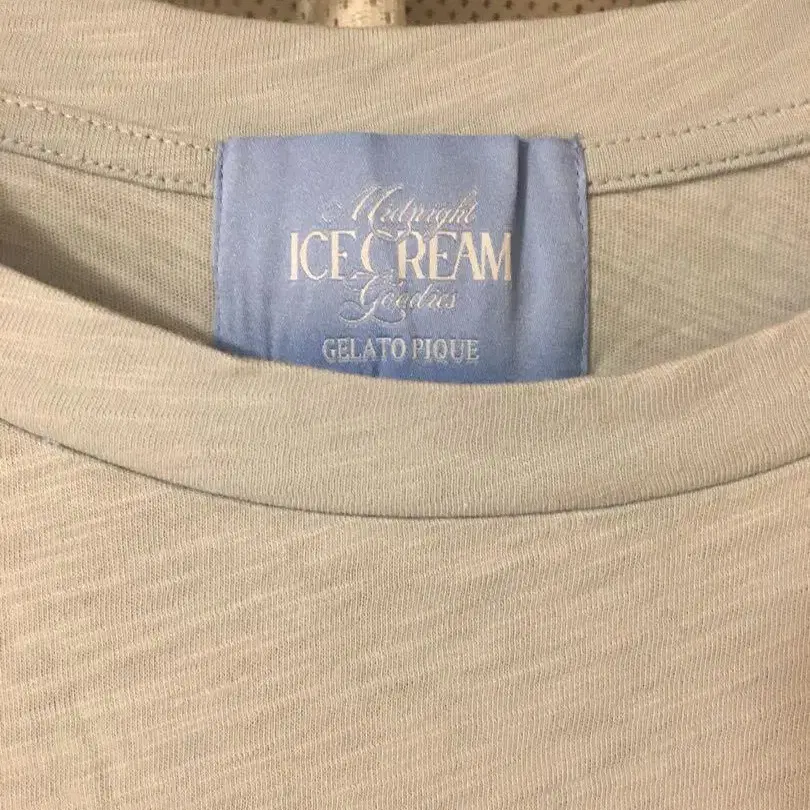 Midnight
ICE CREAM
Goodies
GELATO PIQUE